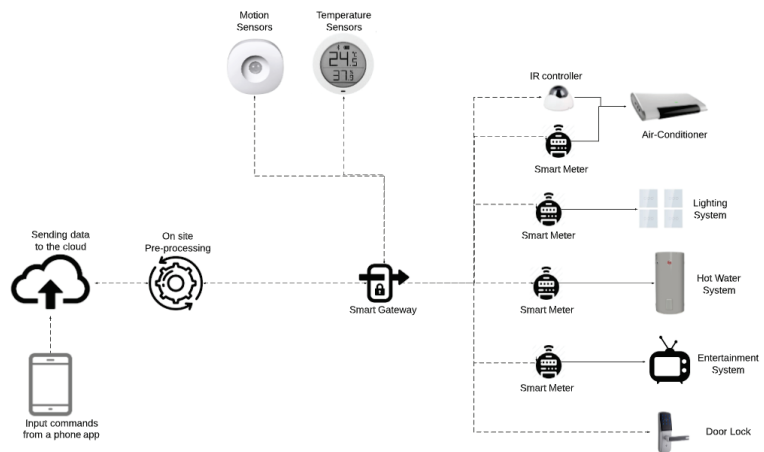 Motion
Sensors
Temperature
Sensors
24.5
37.
IR controller
Air-Conditioner
Smart Meter
Lighting
System
Smart Meter
Sending data
to the cloud
On site
Pre-processing
Smart Gateway
Hot Water
System
Smart Meter
Entertainment
System
Smart Meter
Input commands
from a phone app
Door Lock